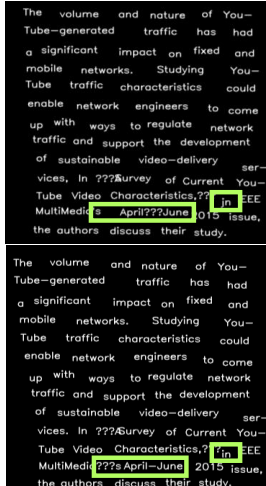 The volume and nature of You-
Tube-generated traffic has had
a significant impact on fixed and
mobile networks. Studying You-
Tube traffic characteristics could
enable network engineers to come
up with ways to regulate network
traffic and support the development
of sustainable video-delivery ser-
vices. In ???ASurvey of Current You-
Tube Video Characteristics,?? in EEE
MultiMedia's April???June 2015 issue,
the authors discuss their study.
The volume and nature of You-
Tube-generated traffic has had
a significant impact on fixed and
mobile networks. Studying You-
Tube traffic characteristics could
enable network engineers to come
up with ways to regulate network
traffic and support the development
of sustainable video-delivery ser-
vices. In ???ASurvey of Current You-
Tube Video Characteristics,?? in EEE
MultiMedia???s April-June 2015 issue,
the authors discuss their study.